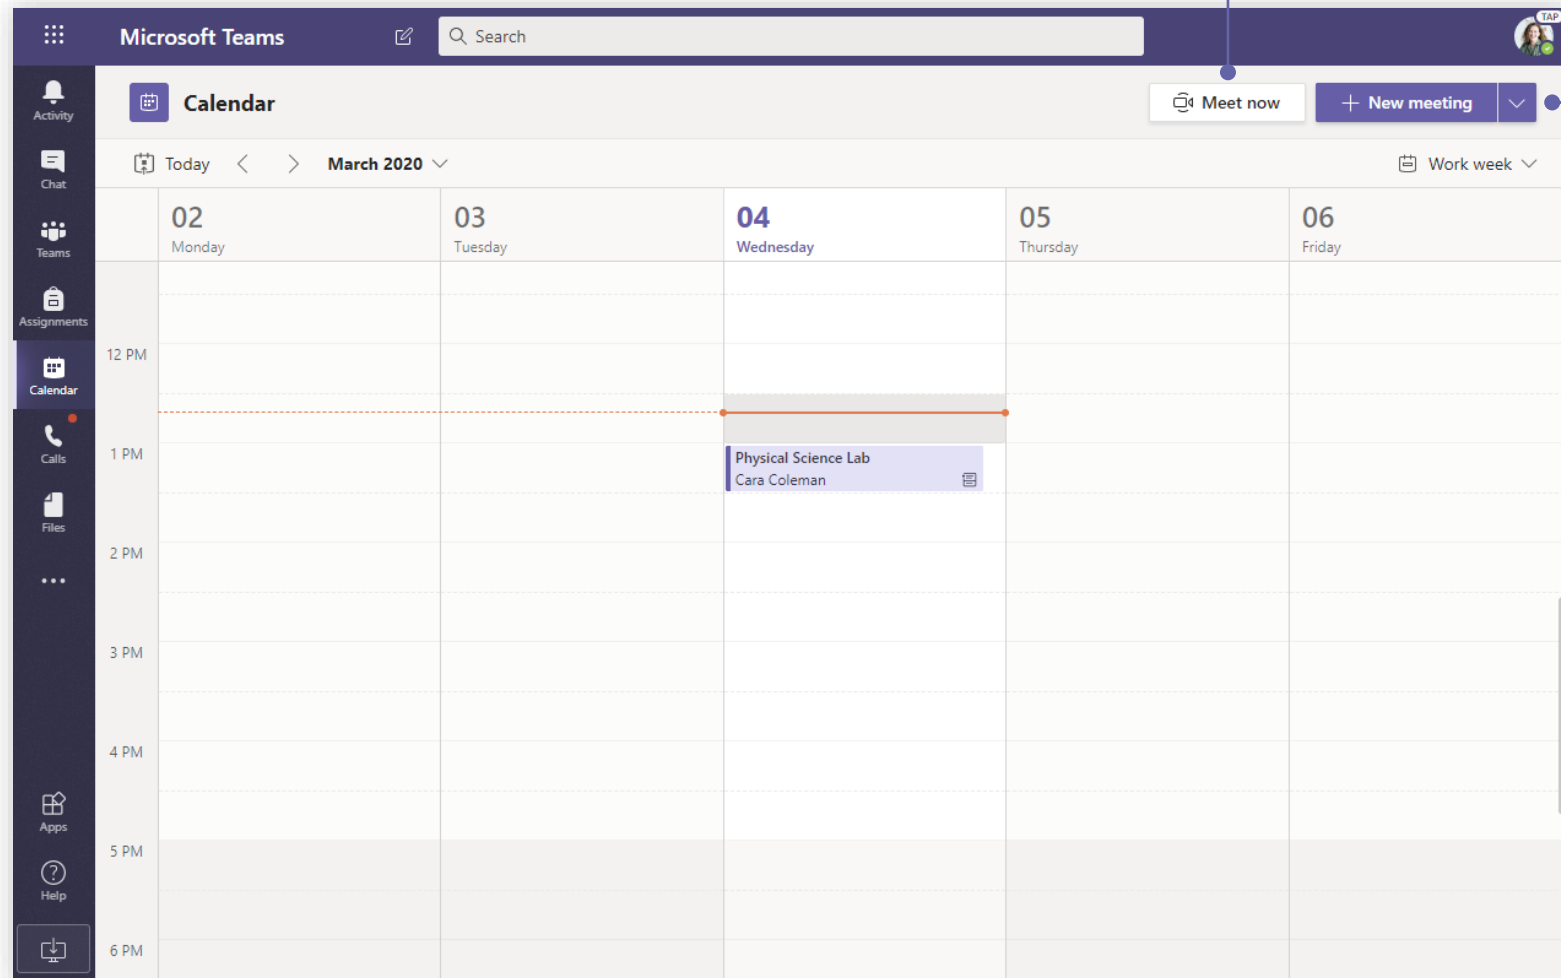 Microsoft Teams
Search
TAP
Activity
Chat
Teams
Assignments
Calendar
Calls
Files
Apps
Help
Calendar
Meet now
New meeting
Today
March 2020
Work week
02
Monday
03
Tuesday
04
Wednesday
05
Thursday
06
Friday
12 PM
1 PM
Physical Science Lab
Cara Coleman
2 PM
3 PM
4 PM
5 PM
6 PM